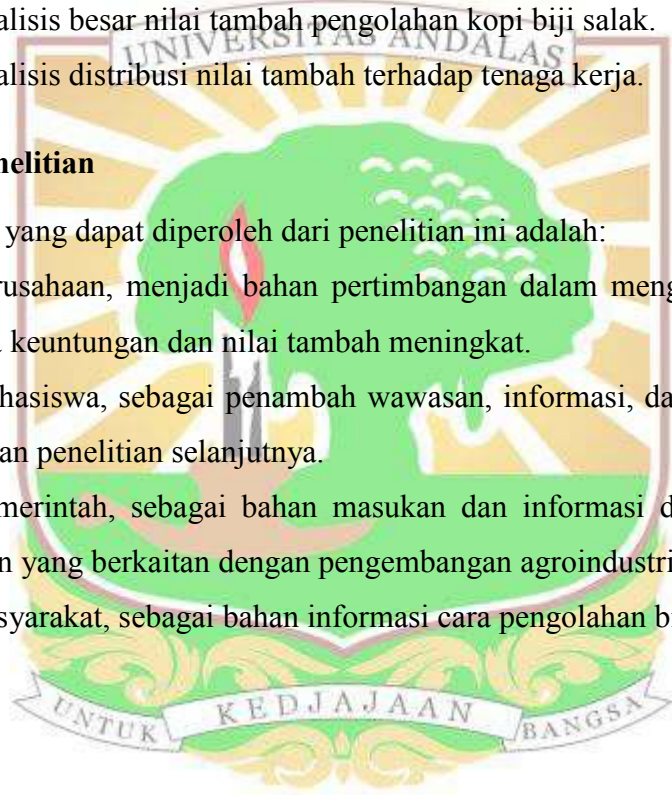 alisis besar nilai tambah pengolahan kopi biji salak.
UNIVERSITAS ANDALAS
alisis distribusi nilai tambah terhadap tenaga kerja.
nelitian
yang dapat diperoleh dari penelitian ini adalah:
rusahaan, menjadi bahan pertimbangan dalam meng
keuntungan dan nilai tambah meningkat.
hasiswa, sebagai penambah wawasan, informasi, da
an penelitian selanjutnya.
merintah, sebagai bahan masukan dan informasi d
n yang berkaitan dengan pengembangan agroindustri
syarakat, sebagai bahan informasi cara pengolahan b
UNTUK KEDJAJAAN BANGSA